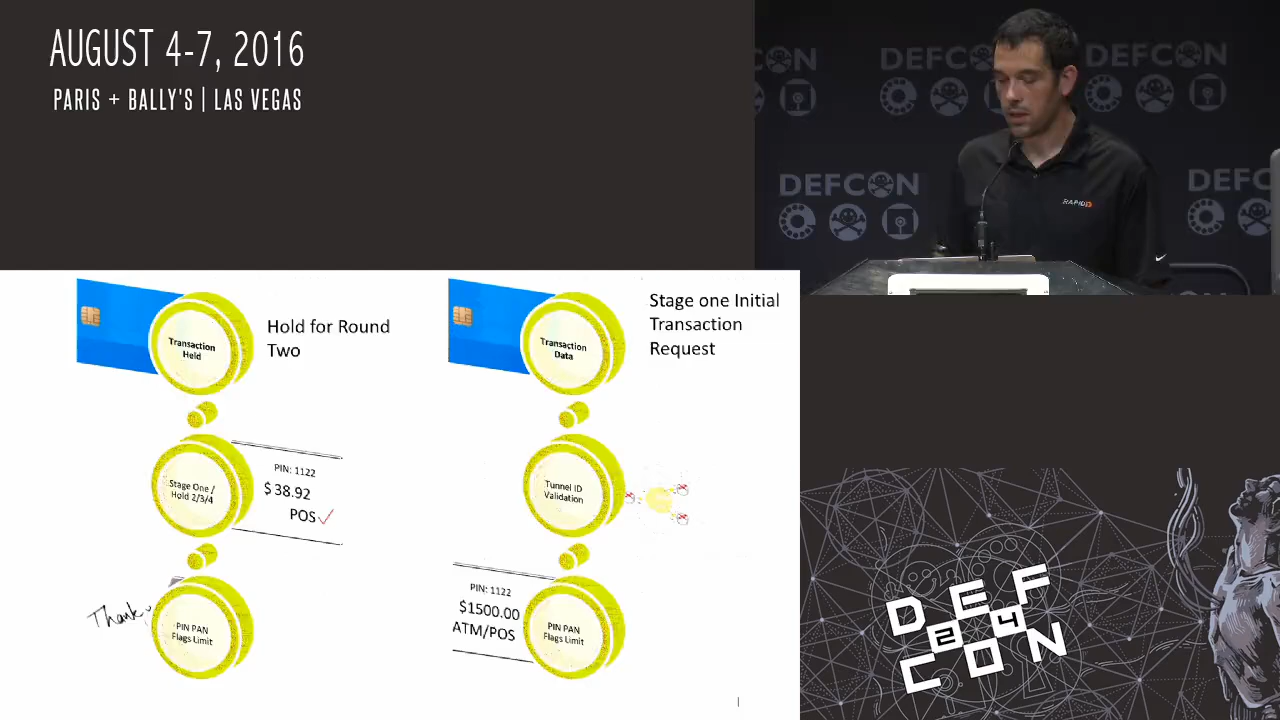 AUGUST 4-7, 2016
PARIS + BALLY'S | LAS VEGAS
DEFCON
DEFCON
DEFCON
DEFCON
DEFC
RAPID7
Transaction
Held
Hold for Round
Two
Stage One /
Hold 2/3/4
PIN: 1122
$38.92
POS
Thank
PIN PAN
Flags Limit
Transaction
Data
Stage one Initial
Transaction
Request
Tunnel ID
Validation
PIN: 1122
$1500.00
ATM/POS
PIN PAN
Flags Limit
DEF
24
CON